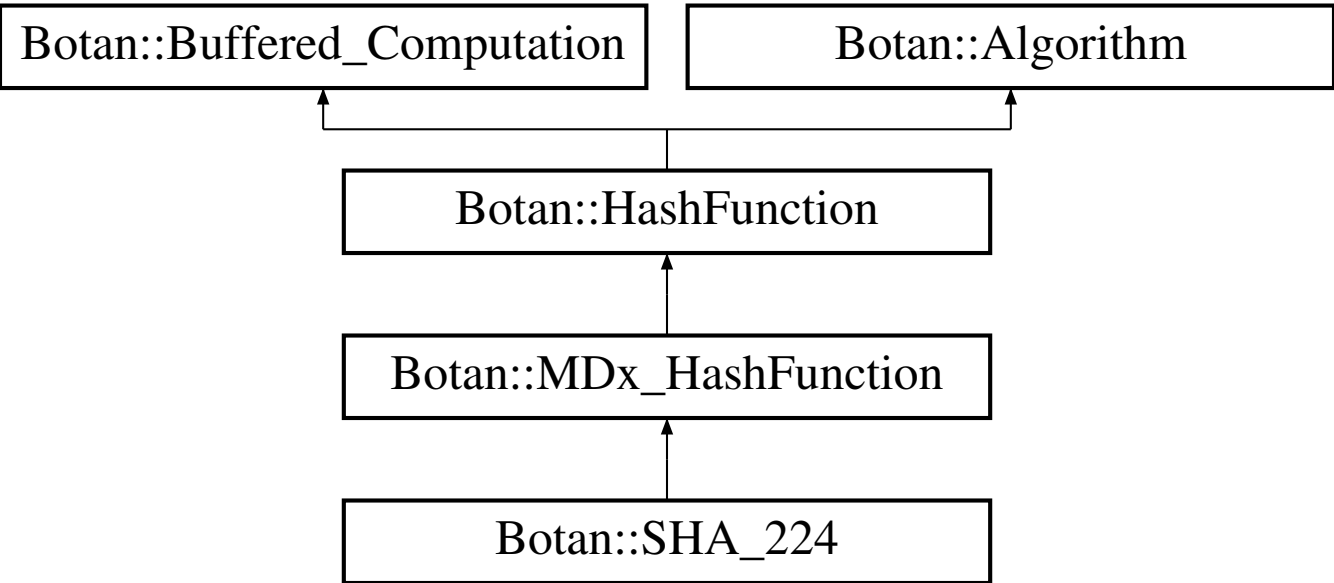 Botan::Buffered_Computation
Botan::Algorithm
Botan::HashFunction
Botan::MDx_HashFunction
Botan::SHA_224